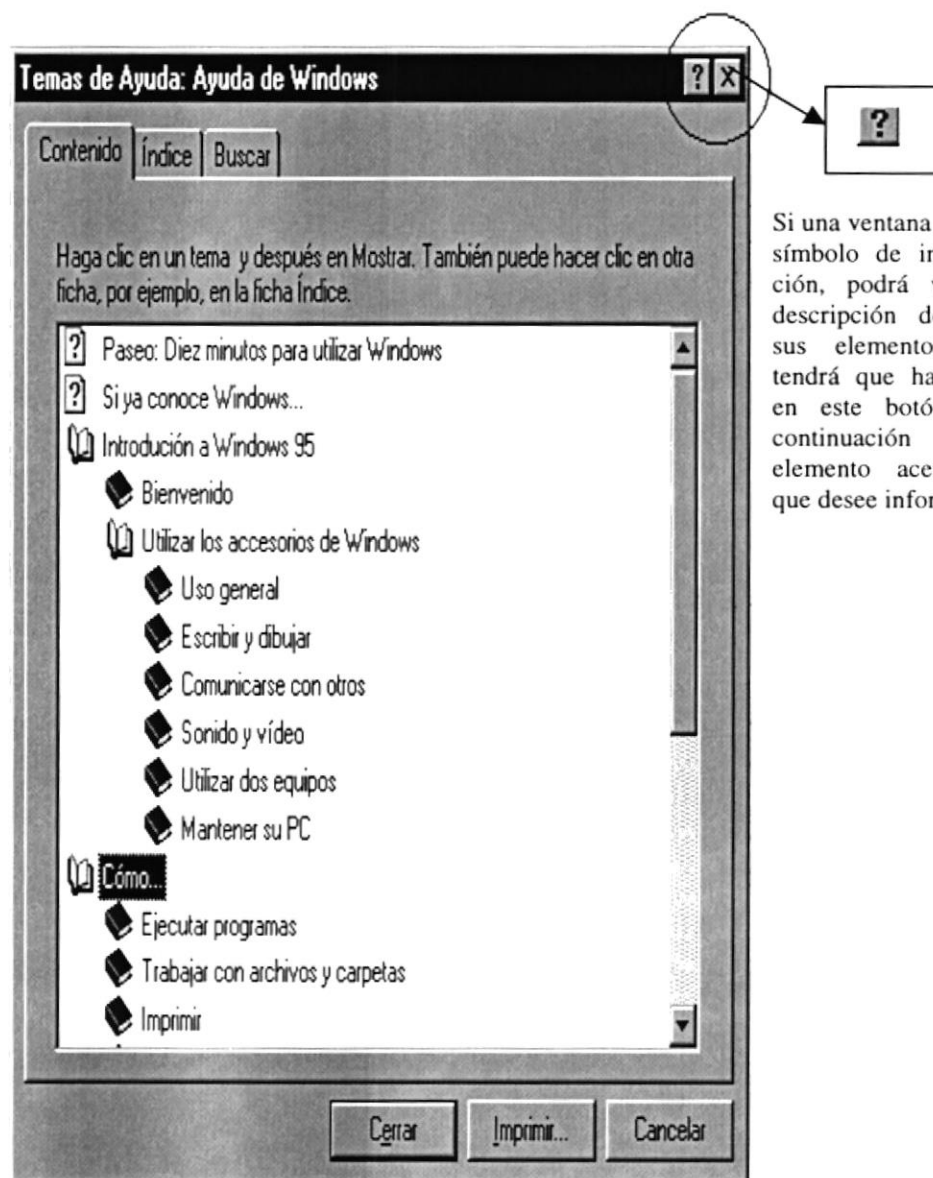 Temas de Ayuda: Ayuda de Windows
? X
?
Contenido Índice Buscar
Haga clic en un tema y después en Mostrar. También puede hacer clic en otra
ficha, por ejemplo, en la ficha Índice.
? Paseo: Diez minutos para utilizar Windows
? Si ya conoce Windows...
Introdución a Windows 95
Bienvenido
Utilizar los accesorios de Windows
Uso general
Escribir y dibujar
Comunicarse con otros
Sonido y vídeo
Utilizar dos equipos
Mantener su PC
Cómo...
Ejecutar programas
Trabajar con archivos y carpetas
Imprimir
Cerrar Imprimir... Cancelar
Si una ventana
símbolo de
ción, podrá
descripción
sus
tendrá que
en este
continuación
elemento
que desee